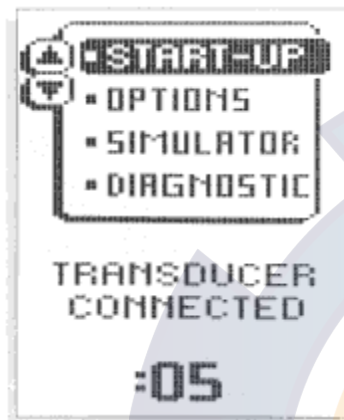 ▪START-UP
▪OPTIONS
▪SIMULATOR
▪DIAGNOSTIC
TRANSDUCER
CONNECTED
:05